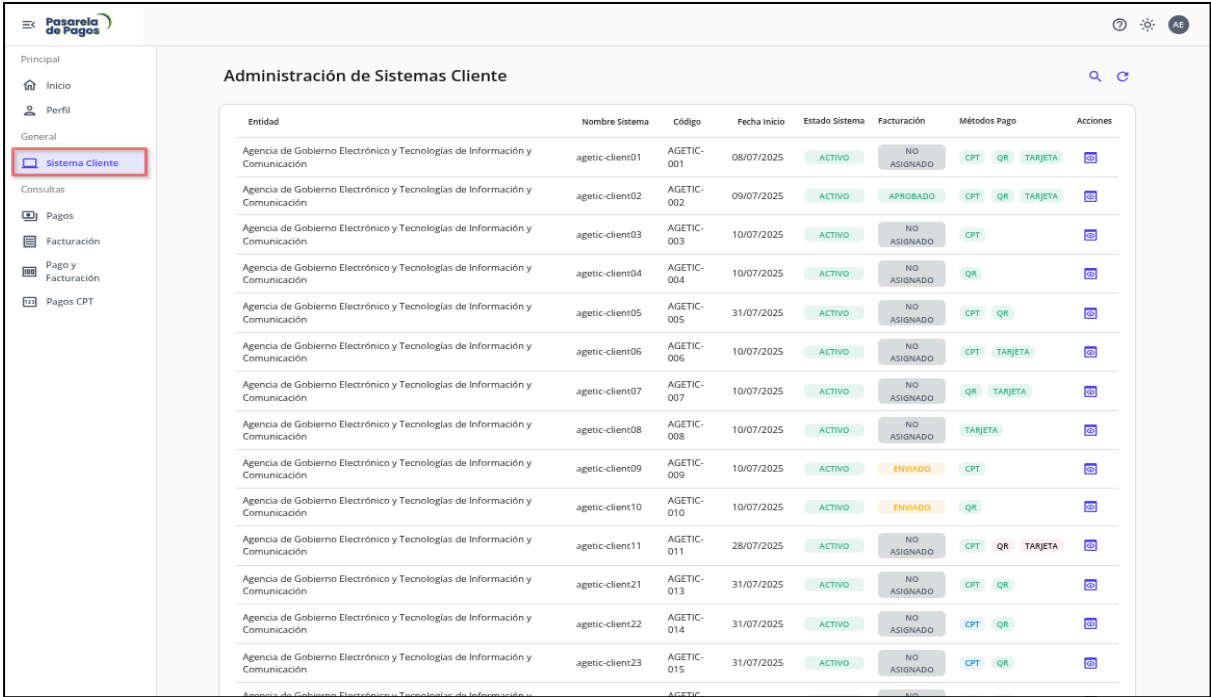 Pasarela
de Pagos
AE
Principal
Inicio
Perfil
General
Sistema Cliente
Consultas
Pagos
Facturación
Pago y
Facturación
Pagos CPT
Administración de Sistemas Cliente
Entidad Nombre Sistema Código Fecha Inicio Estado Sistema Facturación Métodos Pago Acciones
Agencia de Gobierno Electrónico y Tecnologías de Información y
Comunicación
agetic-client01
AGETIC-
001
08/07/2025
ACTIVO
NO
ASIGNADO
CPT QR TARJETA
Agencia de Gobierno Electrónico y Tecnologías de Información y
Comunicación
agetic-client02
AGETIC-
002
09/07/2025
ACTIVO
APROBADO
CPT QR TARJETA
Agencia de Gobierno Electrónico y Tecnologías de Información y
Comunicación
agetic-client03
AGETIC-
003
10/07/2025
ACTIVO
NO
ASIGNADO
CPT
Agencia de Gobierno Electrónico y Tecnologías de Información y
Comunicación
agetic-client04
AGETIC-
004
10/07/2025
ACTIVO
NO
ASIGNADO
QR
Agencia de Gobierno Electrónico y Tecnologías de Información y
Comunicación
agetic-client05
AGETIC-
005
31/07/2025
ACTIVO
NO
ASIGNADO
CPT QR
Agencia de Gobierno Electrónico y Tecnologías de Información y
Comunicación
agetic-client06
AGETIC-
006
10/07/2025
ACTIVO
NO
ASIGNADO
CPT TARJETA
Agencia de Gobierno Electrónico y Tecnologías de Información y
Comunicación
agetic-client07
AGETIC-
007
10/07/2025
ACTIVO
NO
ASIGNADO
QR TARJETA
Agencia de Gobierno Electrónico y Tecnologías de Información y
Comunicación
agetic-client08
AGETIC-
008
10/07/2025
ACTIVO
NO
ASIGNADO
TARJETA
Agencia de Gobierno Electrónico y Tecnologías de Información y
Comunicación
agetic-client09
AGETIC-
009
10/07/2025
ACTIVO
ENVIADO
CPT
Agencia de Gobierno Electrónico y Tecnologías de Información y
Comunicación
agetic-client10
AGETIC-
010
10/07/2025
ACTIVO
ENVIADO
QR
Agencia de Gobierno Electrónico y Tecnologías de Información y
Comunicación
agetic-client11
AGETIC-
011
28/07/2025
ACTIVO
NO
ASIGNADO
CPT QR TARJETA
Agencia de Gobierno Electrónico y Tecnologías de Información y
Comunicación
agetic-client21
AGETIC-
013
31/07/2025
ACTIVO
NO
ASIGNADO
CPT QR
Agencia de Gobierno Electrónico y Tecnologías de Información y
Comunicación
agetic-client22
AGETIC-
014
31/07/2025
ACTIVO
NO
ASIGNADO
CPT QR
Agencia de Gobierno Electrónico y Tecnologías de Información y
Comunicación
agetic-client23
AGETIC-
015
31/07/2025
ACTIVO
NO
ASIGNADO
CPT QR
Agencia de Gobierno Electrónico y Tecnologías de Información y
AGETIC-
NO